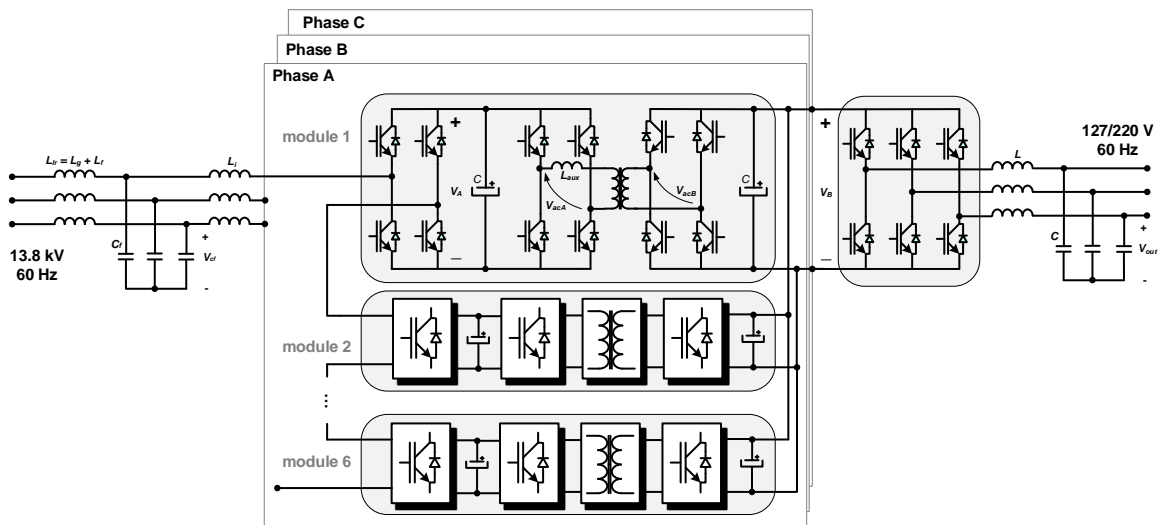 Phase C
Phase B
Phase A
module 1
L_lr = L_g + L_f
L_i
C_f
+
V_cf
-
13.8 kV
60 Hz
+
V_A
—
C
+
L_aux
V_acA
V_acB
C
+
+
V_B
—
127/220 V
60 Hz
L
C
+
V_out
-
module 2
+
+
...
module 6
+
+